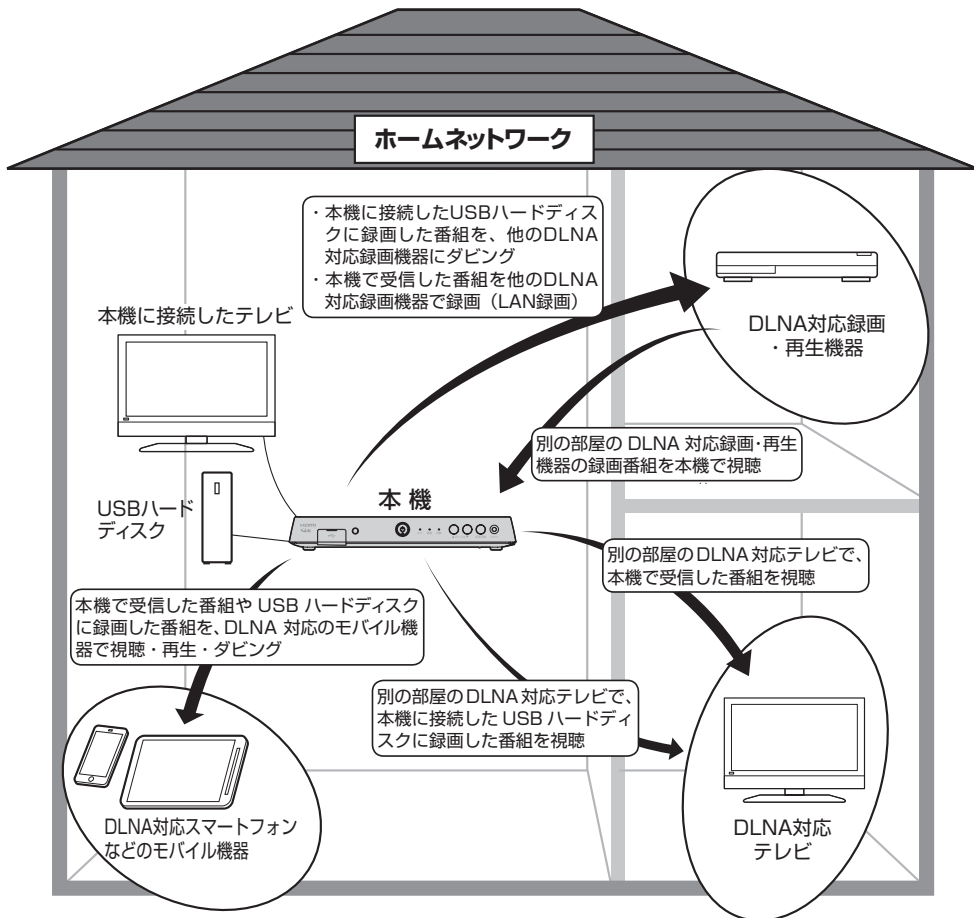 ホームネットワーク
・本機に接続したUSBハードディス
クに録画した番組を、他のDLNA
対応録画機器にダビング
・本機で受信した番組を他のDLNA
対応録画機器で録画（LAN録画）
本機に接続したテレビ
DLNA対応録画
・再生機器
別の部屋の DLNA 対応録画・再生
機器の録画番組を本機で視聴
USBハード
ディスク
本 機
別の部屋のDLNA 対応テレビで、
本機で受信した番組を視聴
本機で受信した番組や USB ハードディスク
に録画した番組を、DLNA 対応のモバイル機
器で視聴・再生・ダビング
別の部屋のDLNA対応テレビで、
本機に接続した USB ハードディ
スクに録画した番組を視聴
DLNA対応スマートフォン
などのモバイル機器
DLNA対応
テレビ